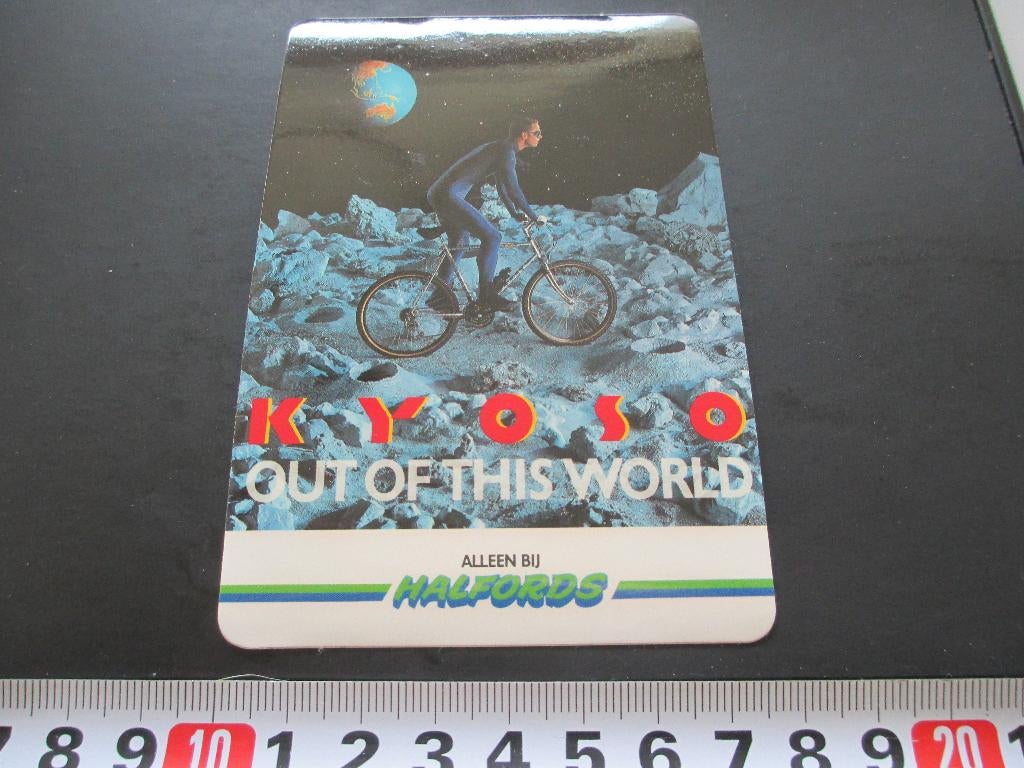 KYOSO
OUT OF THIS WORLD
ALLEEN BIJ
HALFORDS
7 8 9 10 1 2 3 4 5 6 7 8 9 20 1